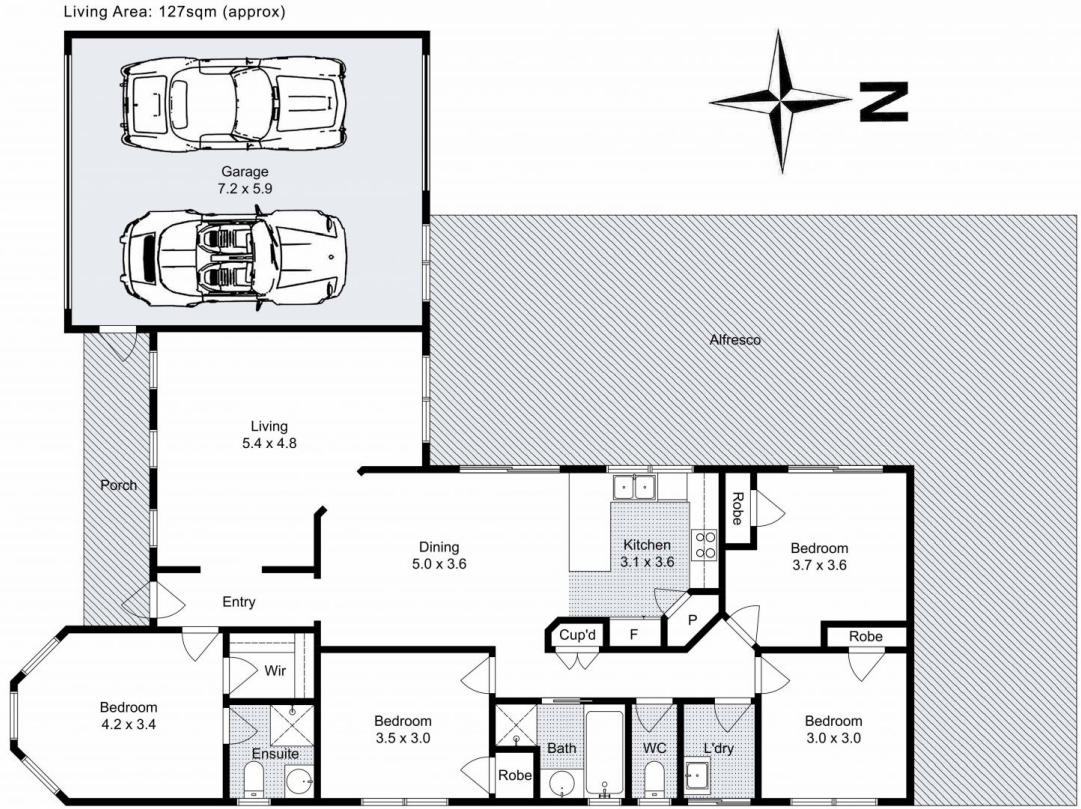 Living Area: 127sqm (approx)
N
Garage
7.2 x 5.9
Alfresco
Living
5.4 x 4.8
Porch
Robe
Dining
5.0 x 3.6
Kitchen
3.1 x 3.6
Bedroom
3.7 x 3.6
Entry
P
Cup'd
F
Robe
Wir
Bedroom
4.2 x 3.4
Bedroom
3.5 x 3.0
Bedroom
3.0 x 3.0
Ensuite
Bath
WC
L'dry
Robe